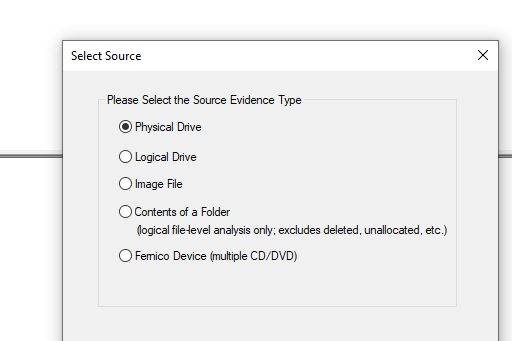 Select Source
Please Select the Source Evidence Type
Physical Drive
Logical Drive
Image File
Contents of a Folder
(logical file-level analysis only; excludes deleted, unallocated, etc.)
Fernico Device (multiple CD/DVD)